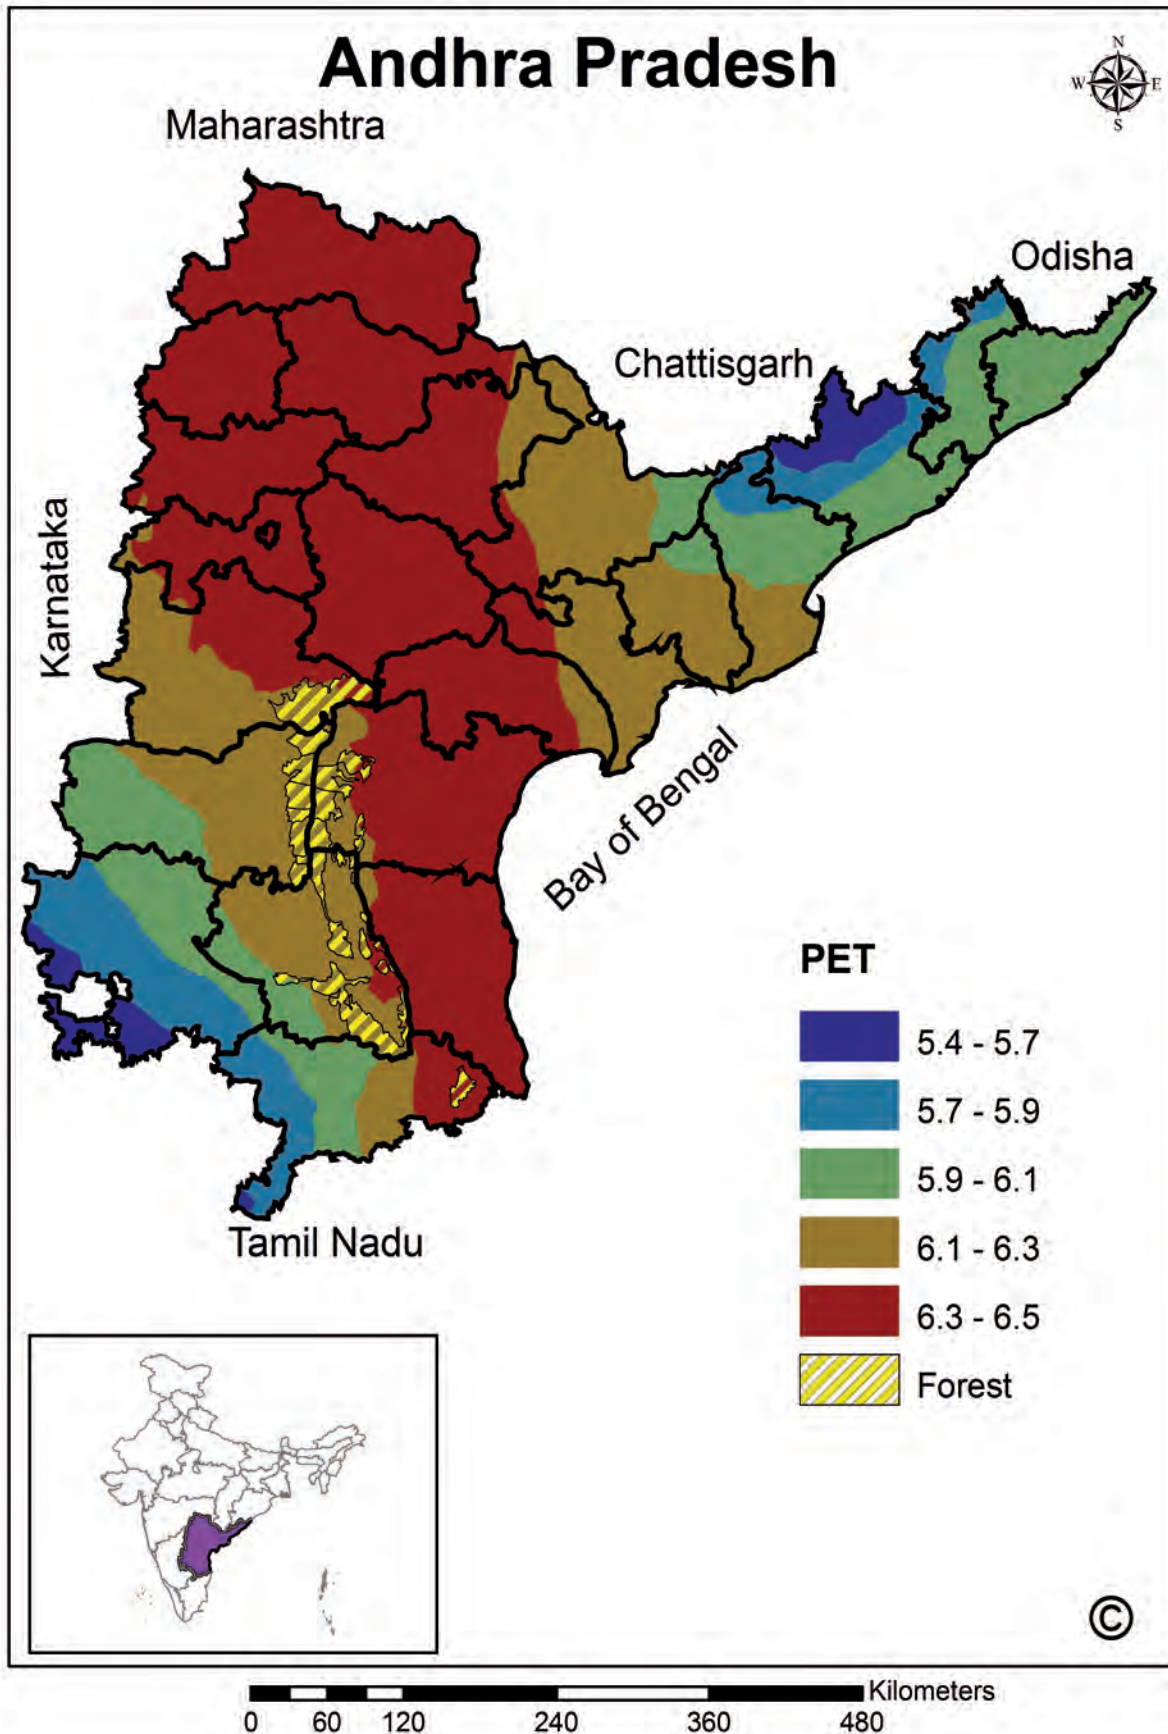 Andhra Pradesh
N
W
E
S
Maharashtra
Odisha
Chattisgarh
Karnataka
Bay of Bengal
Tamil Nadu
PET
5.4 - 5.7
5.7 - 5.9
5.9 - 6.1
6.1 - 6.3
6.3 - 6.5
Forest
©
Kilometers
0 60 120 240 360 480